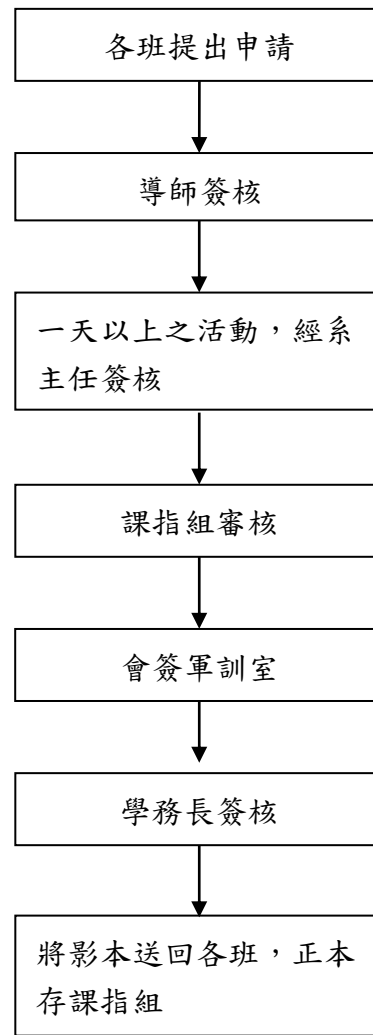 各班提出申請
導師簽核
一天以上之活動，經系
主任簽核
課指組審核
會簽軍訓室
學務長簽核
將影本送回各班，正本
存課指組